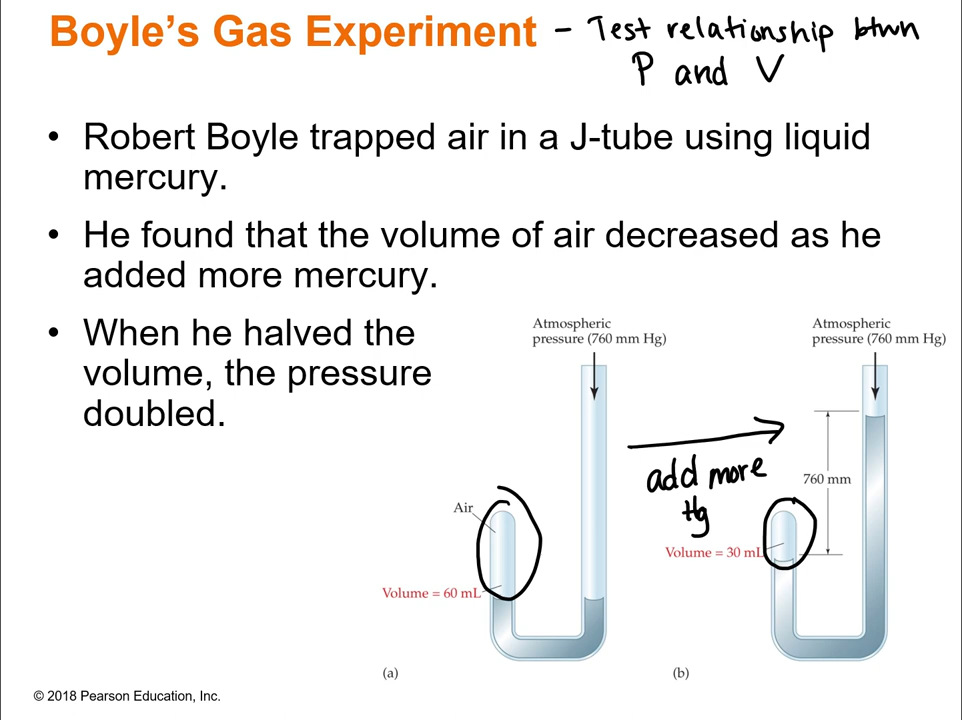 Boyle's Gas Experiment - Test relationship btwn
P and V
• Robert Boyle trapped air in a J-tube using liquid
mercury.
• He found that the volume of air decreased as he
added more mercury.
• When he halved the
volume, the pressure
doubled.
Atmospheric
pressure (760 mm Hg)
Air
Volume = 60 mL
(a)
add more
Hg
Atmospheric
pressure (760 mm Hg)
760 mm
Volume = 30 mL
(b)
© 2018 Pearson Education, Inc.